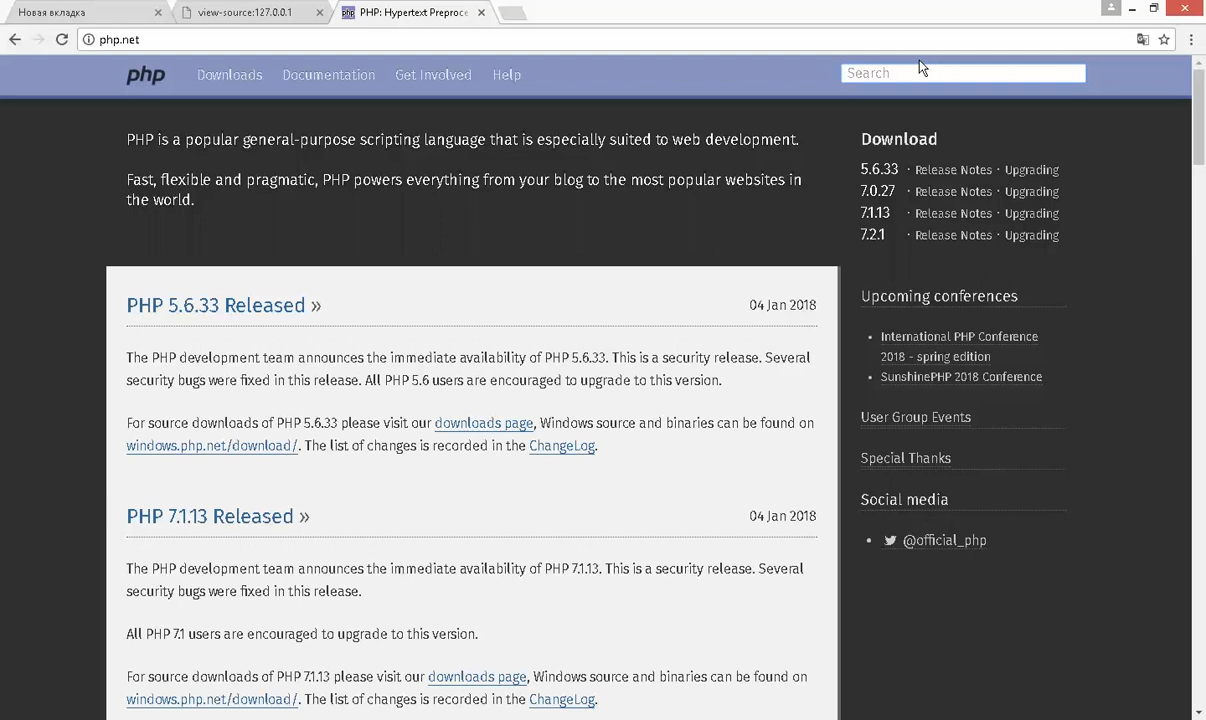 Новая вкладка
view-source:127.0.0.1
PHP: Hypertext Preproce
php.net
php
Downloads
Documentation
Get Involved
Help
Search
PHP is a popular general-purpose scripting language that is especially suited to web development.
Fast, flexible and pragmatic, PHP powers everything from your blog to the most popular websites in
the world.
PHP 5.6.33 Released »
04 Jan 2018
The PHP development team announces the immediate availability of PHP 5.6.33. This is a security release. Several
security bugs were fixed in this release. All PHP 5.6 users are encouraged to upgrade to this version.
For source downloads of PHP 5.6.33 please visit our downloads page, Windows source and binaries can be found on
windows.php.net/download/. The list of changes is recorded in the ChangeLog.
PHP 7.1.13 Released »
04 Jan 2018
The PHP development team announces the immediate availability of PHP 7.1.13. This is a security release. Several
security bugs were fixed in this release.
All PHP 7.1 users are encouraged to upgrade to this version.
For source downloads of PHP 7.1.13 please visit our downloads page, Windows source and binaries can be found on
windows.php.net/download/. The list of changes is recorded in the ChangeLog.
Download
5.6.33 · Release Notes · Upgrading
7.0.27 · Release Notes · Upgrading
7.1.13 · Release Notes · Upgrading
7.2.1 · Release Notes · Upgrading
Upcoming conferences
International PHP Conference
2018 - spring edition
SunshinePHP 2018 Conference
User Group Events
Special Thanks
Social media
@official_php